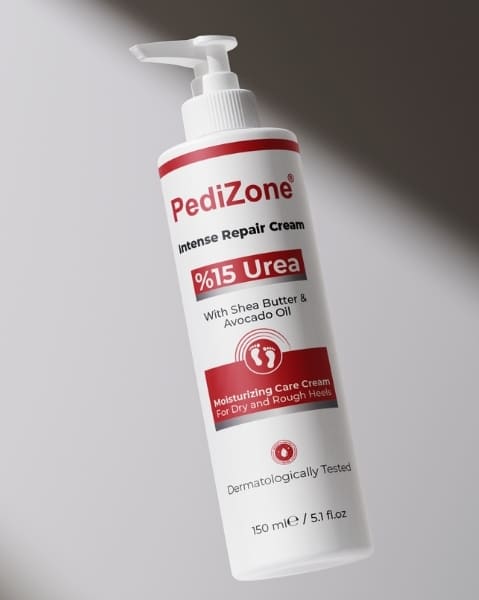 PediZone®
Intense Repair Cream
%15 Urea
With Shea Butter &
Avocado Oil
Moisturizing Care Cream
For Dry and Rough Heels
Dermatologically Tested
150 ml℮ / 5.1 fl.oz